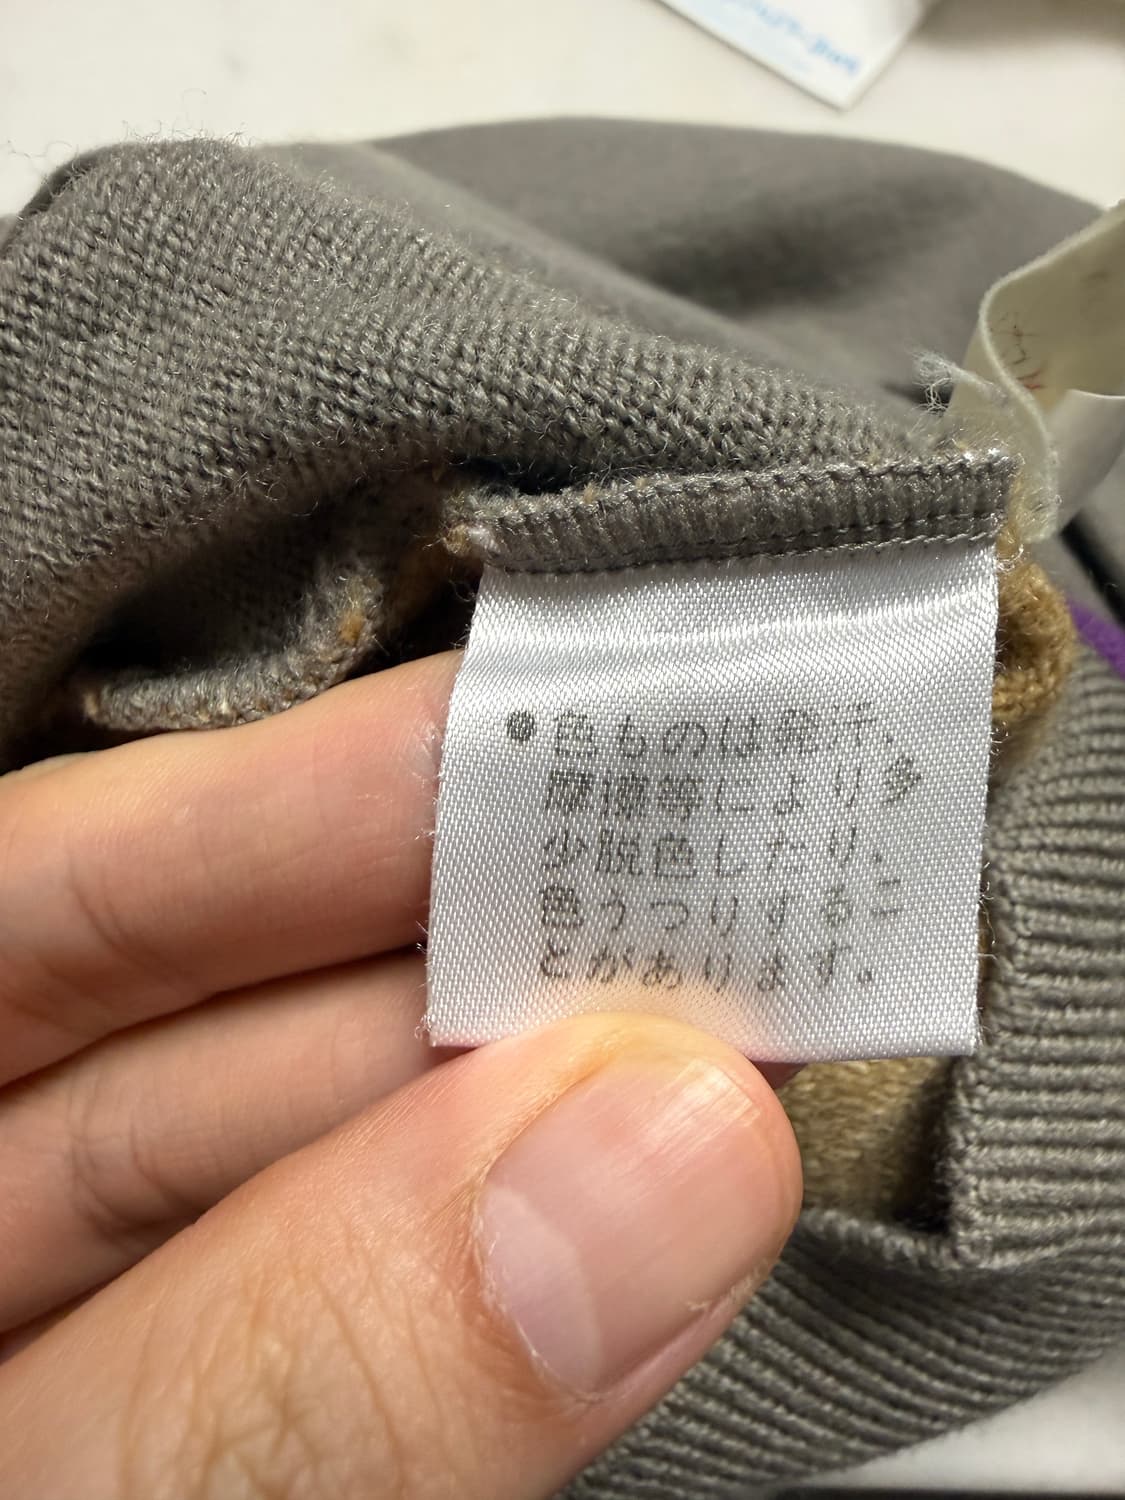 ●色ものは発汗、
摩擦等により多
少脱色したり、
色うつりするこ
とがあります。